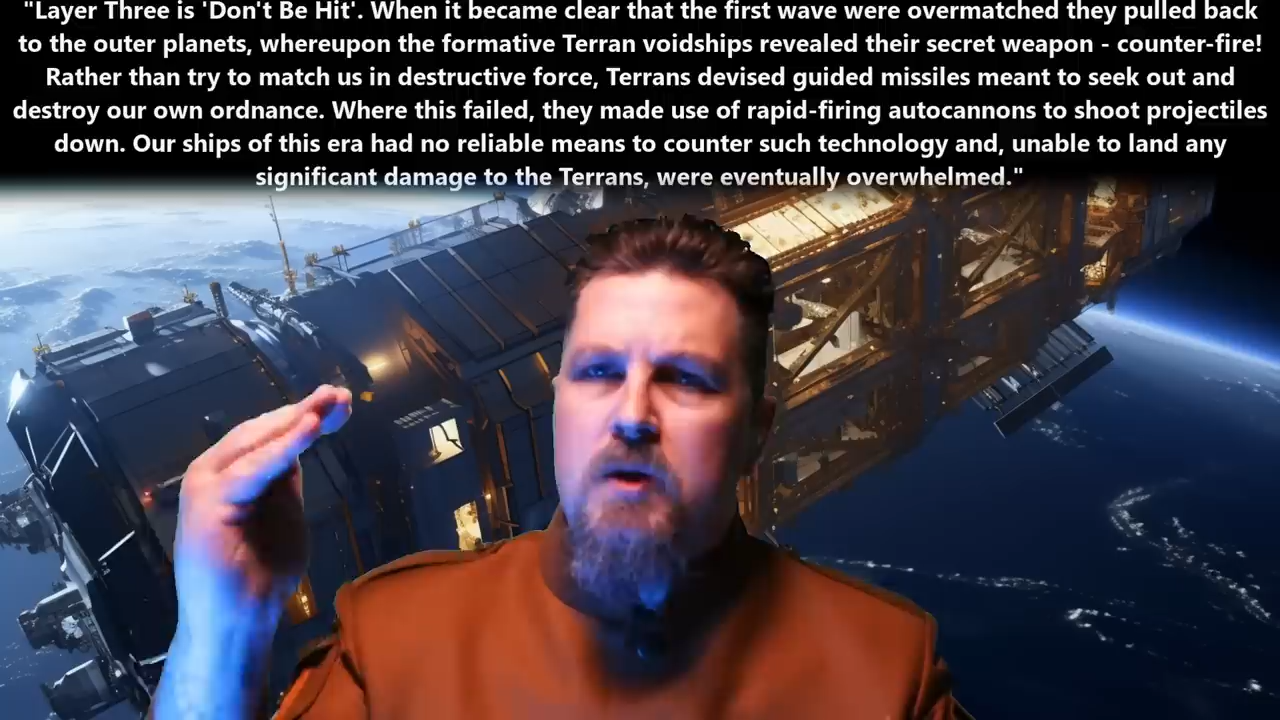 "Layer Three is 'Don't Be Hit'. When it became clear that the first wave were overmatched they pulled back
to the outer planets, whereupon the formative Terran voidships revealed their secret weapon - counter-fire!
Rather than try to match us in destructive force, Terrans devised guided missiles meant to seek out and
destroy our own ordnance. Where this failed, they made use of rapid-firing autocannons to shoot projectiles
down. Our ships of this era had no reliable means to counter such technology and, unable to land any
significant damage to the Terrans, were eventually overwhelmed."